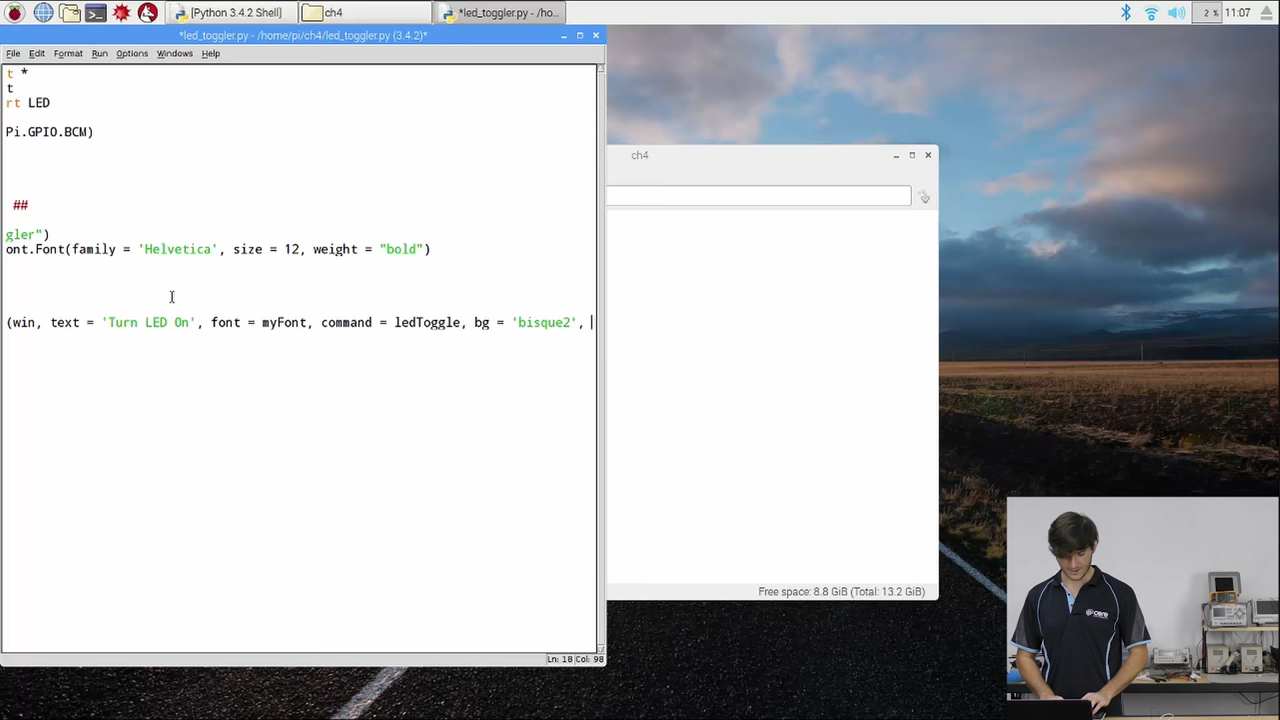 [Python 3.4.2 Shell]
ch4
*led_toggler.py - /ho...
2 %
11:07
*led_toggler.py - /home/pi/ch4/led_toggler.py (3.4.2)*
File Edit Format Run Options Windows Help
t *
t
rt LED
Pi.GPIO.BCM)
##
gler")
ont.Font(family = 'Helvetica', size = 12, weight = "bold")
(win, text = 'Turn LED On', font = myFont, command = ledToggle, bg = 'bisque2',
Ln: 18 Col: 98
ch4
Free space: 8.8 GiB (Total: 13.2 GiB)
core